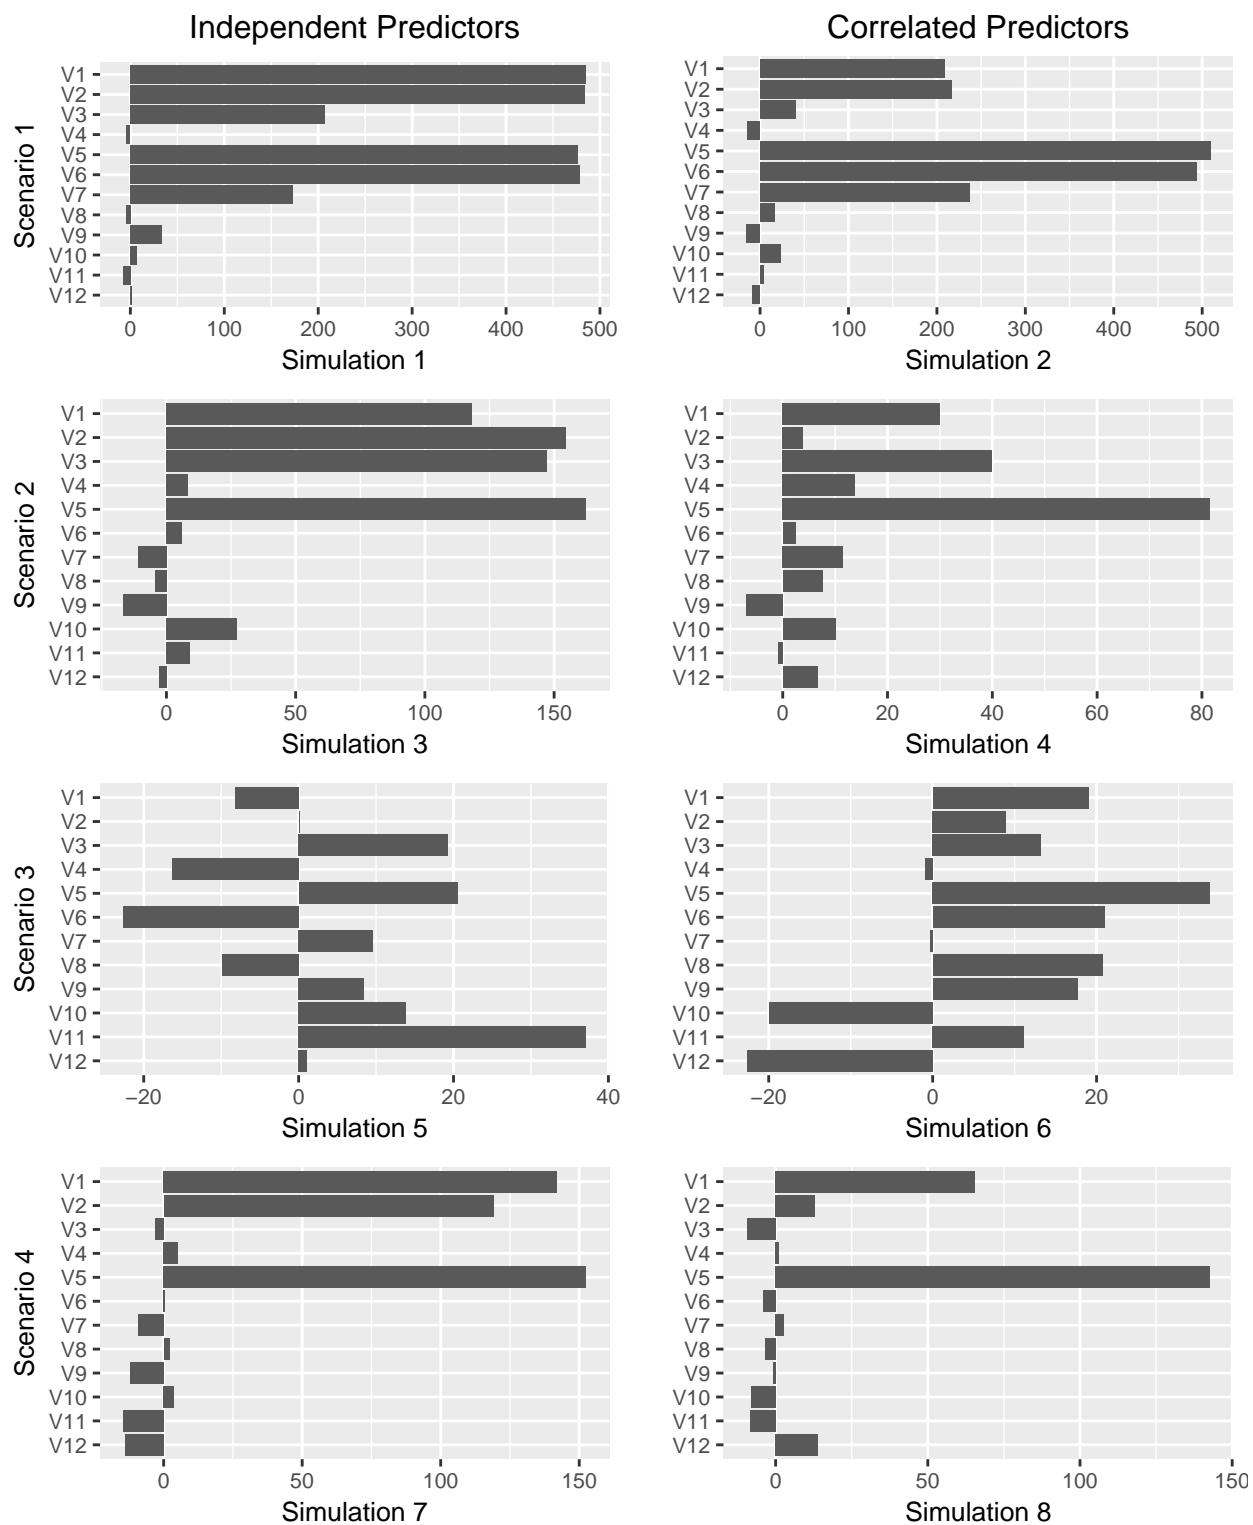 Independent Predictors
Correlated Predictors
Scenario 1
V1
V2
V3
V4
V5
V6
V7
V8
V9
V10
V11
V12
0 100 200 300 400 500
Simulation 1
V1
V2
V3
V4
V5
V6
V7
V8
V9
V10
V11
V12
0 100 200 300 400 500
Simulation 2
Scenario 2
V1
V2
V3
V4
V5
V6
V7
V8
V9
V10
V11
V12
0 50 100 150
Simulation 3
V1
V2
V3
V4
V5
V6
V7
V8
V9
V10
V11
V12
0 20 40 60 80
Simulation 4
Scenario 3
V1
V2
V3
V4
V5
V6
V7
V8
V9
V10
V11
V12
−20 0 20 40
Simulation 5
V1
V2
V3
V4
V5
V6
V7
V8
V9
V10
V11
V12
−20 0 20
Simulation 6
Scenario 4
V1
V2
V3
V4
V5
V6
V7
V8
V9
V10
V11
V12
0 50 100 150
Simulation 7
V1
V2
V3
V4
V5
V6
V7
V8
V9
V10
V11
V12
0 50 100 150
Simulation 8